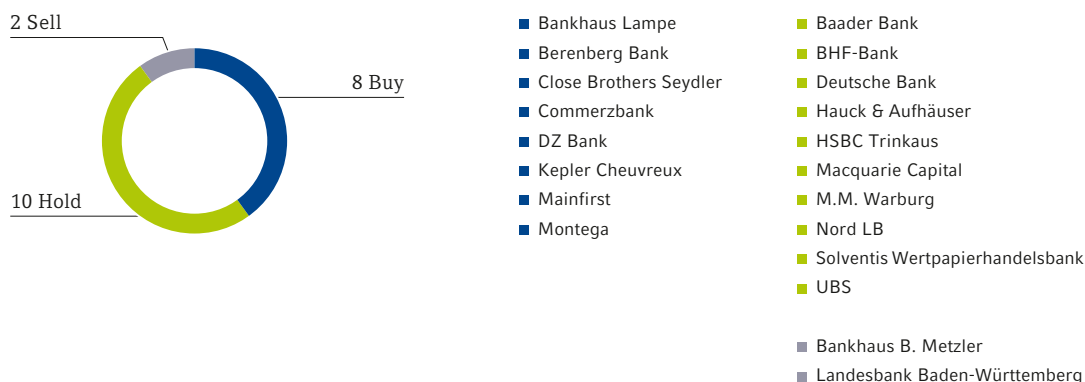 2 Sell
8 Buy
10 Hold
Bankhaus Lampe
Berenberg Bank
Close Brothers Seydler
Commerzbank
DZ Bank
Kepler Cheuvreux
Mainfirst
Montega
Baader Bank
BHF-Bank
Deutsche Bank
Hauck & Aufhäuser
HSBC Trinkaus
Macquarie Capital
M.M. Warburg
Nord LB
Solventis Wertpapierhandelsbank
UBS
Bankhaus B. Metzler
Landesbank Baden-Württemberg